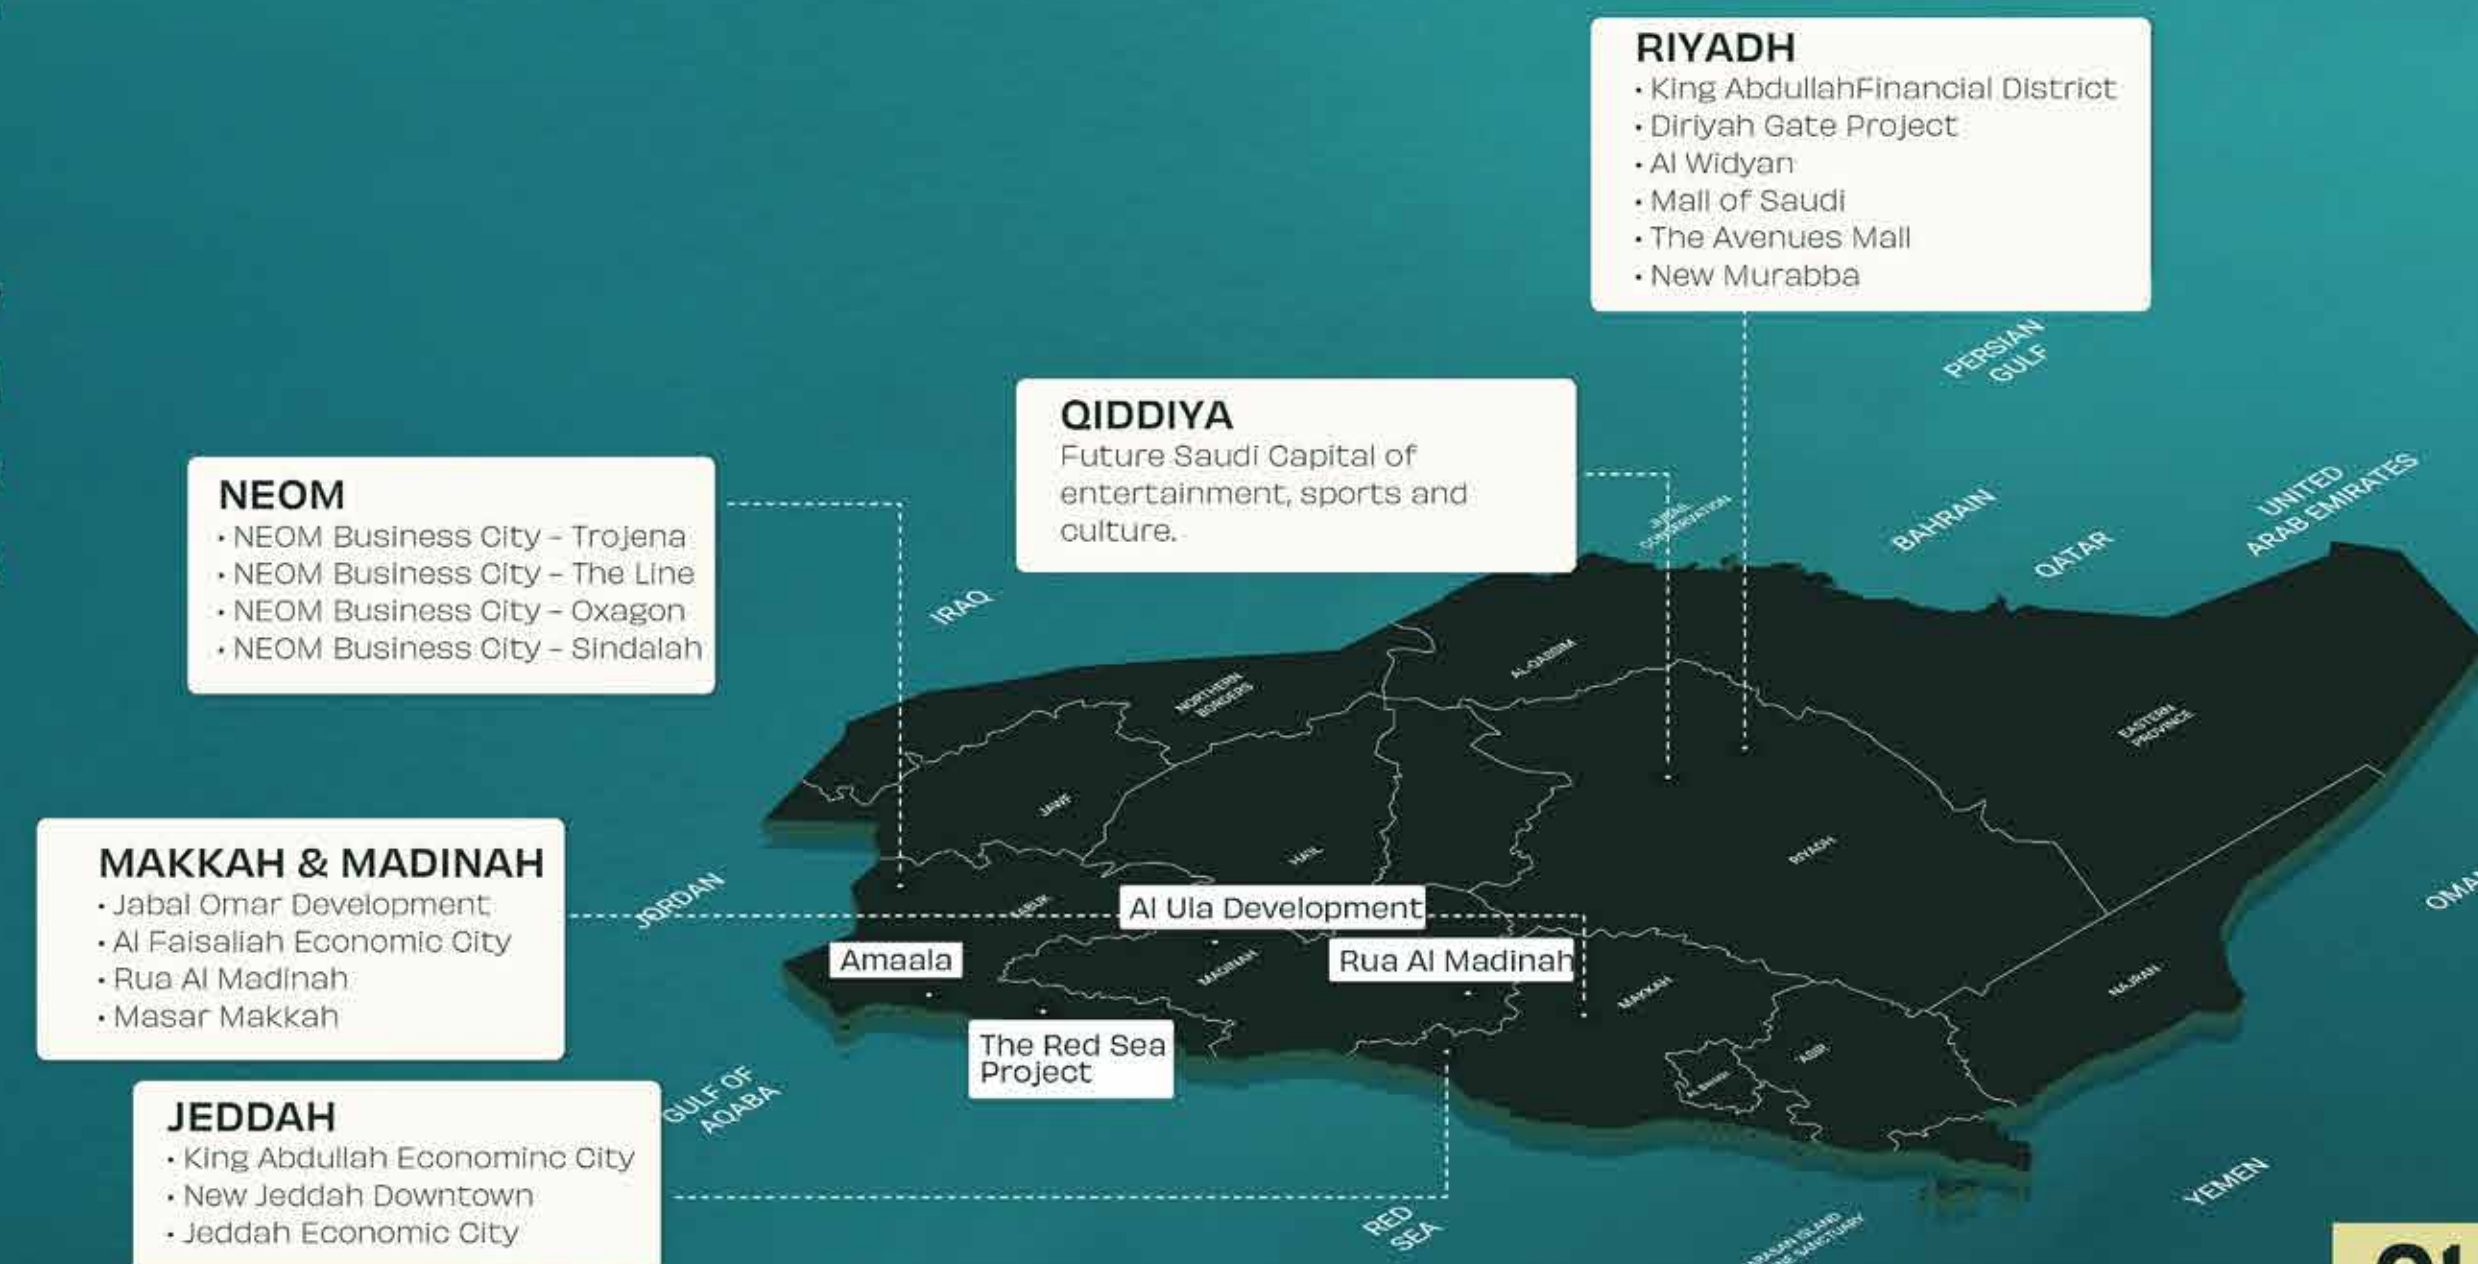 RIYADH
• King AbdullahFinancial District
• Diriyah Gate Project
• Al Widyan
• Mall of Saudi
• The Avenues Mall
• New Murabba
PERSIAN
GULF
QIDDIYA
Future Saudi Capital of
entertainment, sports and
culture.
NEOM
• NEOM Business City - Trojena
• NEOM Business City - The Line
• NEOM Business City - Oxagon
• NEOM Business City - Sindalah
BAHRAIN
QATAR
UNITED
ARAB EMIRATES
IRAQ
AL-QASSIM
NORTHERN
BORDERS
EASTERN
PROVINCE
JAWF
HAIL
RIYADH
MAKKAH & MADINAH
• Jabal Omar Development
• Al Faisaliah Economic City
• Rua Al Madinah
• Masar Makkah
JORDAN
Al Ula Development
Amaala
Rua Al Madinah
MADINAH
MAKKAH
NAJRAN
The Red Sea
Project
ASIR
GULF OF
AQABA
JEDDAH
• King Abdullah Econominc City
• New Jeddah Downtown
• Jeddah Economic City
RED
SEA
YEMEN